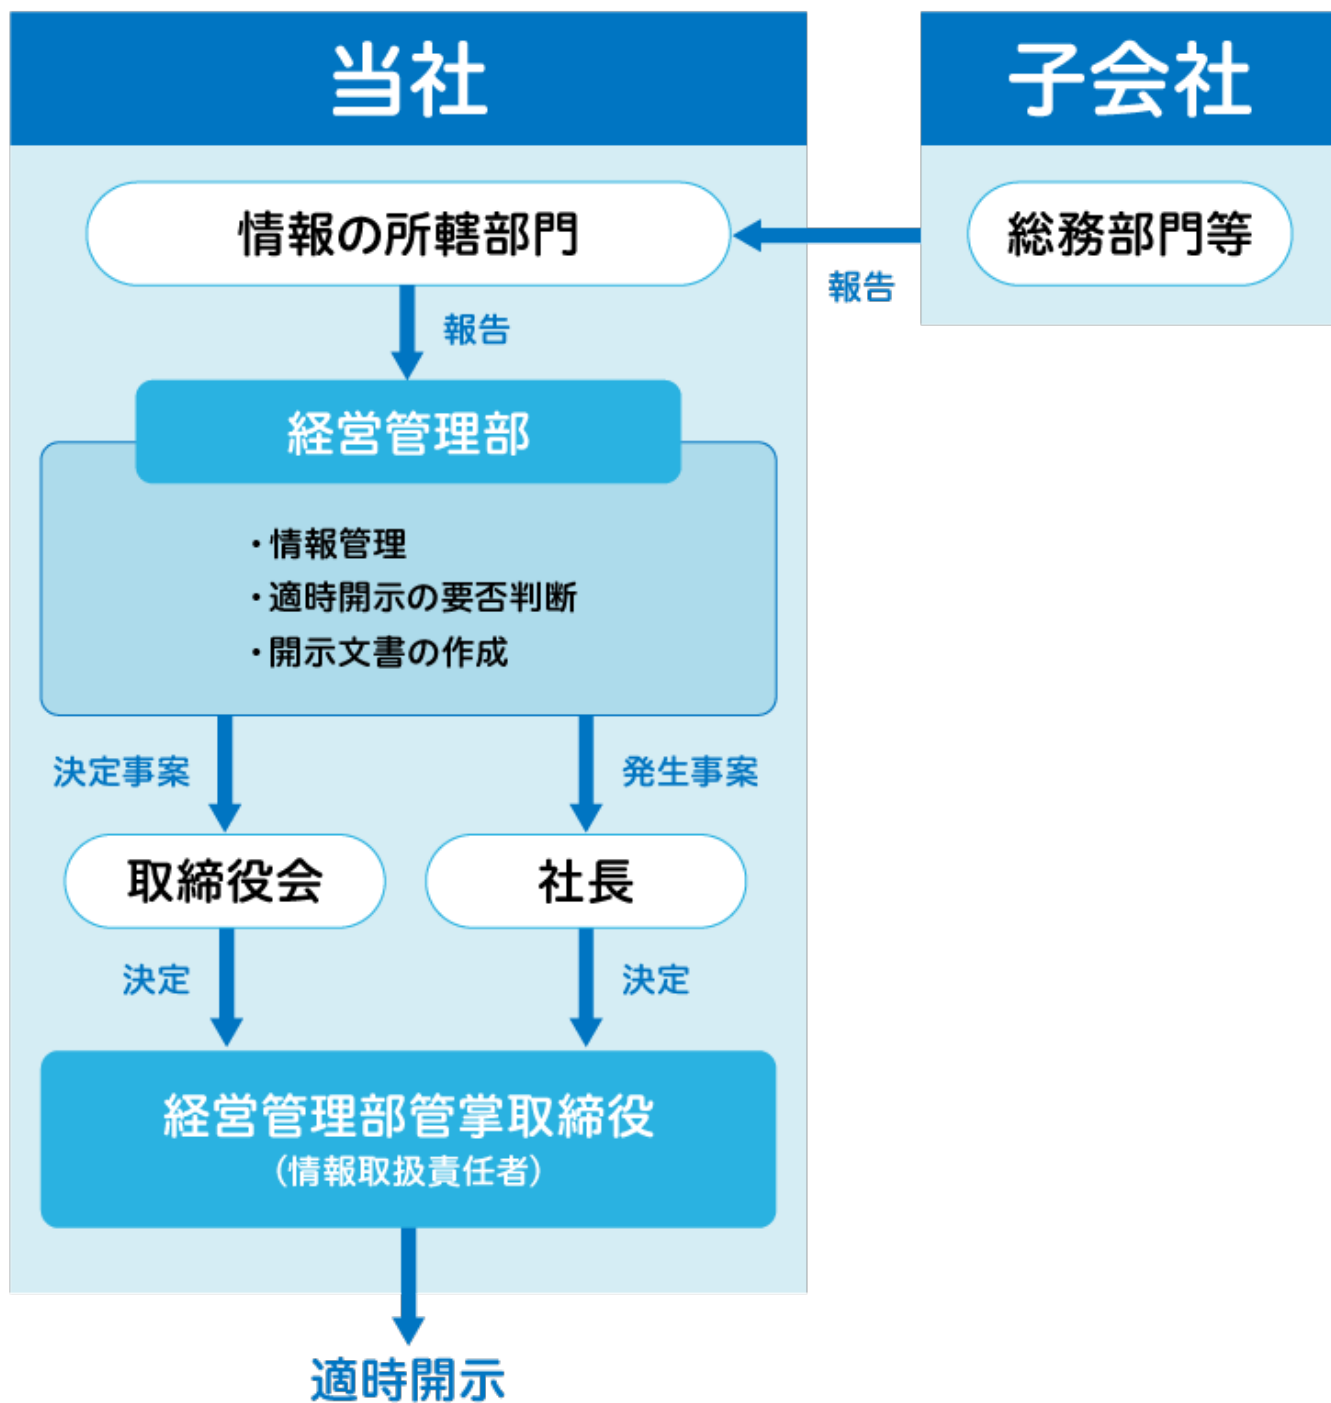 当社
子会社
情報の所轄部門
総務部門等
報告
報告
経営管理部
・情報管理
・適時開示の要否判断
・開示文書の作成
決定事案
発生事案
取締役会
社長
決定
決定
経営管理部管掌取締役
（情報取扱責任者）
適時開示